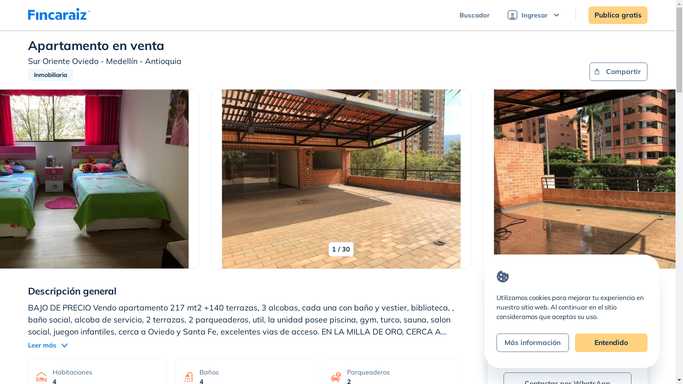 Fincaraiz
Buscador
Ingresar
Publica gratis
Apartamento en venta
Sur Oriente Oviedo - Medellín - Antioquia
Inmobiliaria
Compartir
1 / 30
Descripción general
BAJO DE PRECIO Vendo apartamento 217 mt2 +140 terrazas, 3 alcobas, cada una con baño y vestier, biblioteca, ,
baño social, alcoba de servicio, 2 terrazas, 2 parqueaderos, util, la unidad posee piscina, gym, turco, sauna, salon
social, juegon infantiles, cerca a Oviedo y Santa Fe, excelentes vias de acceso. EN LA MILLA DE ORO, CERCA A...
Leer más
Habitaciones
4
Baños
4
Parqueaderos
2
Utilizamos cookies para mejorar tu experiencia en
nuestro sitio web. Al continuar en el sitio
consideramos que aceptas su uso.
Más información
Entendido
Contactar por WhatsApp